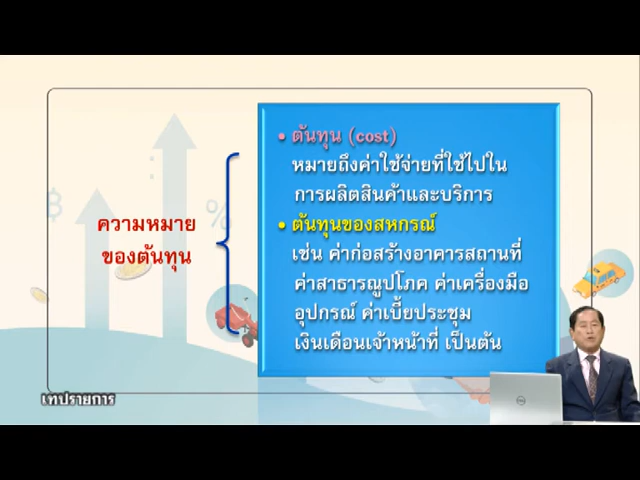 ความหมาย
ของต้นทุน
• ต้นทุน (cost)
หมายถึงค่าใช้จ่ายที่ใช้ไปใน
การผลิตสินค้าและบริการ
• ต้นทุนของสหกรณ์
เช่น ค่าก่อสร้างอาคารสถานที่
ค่าสาธารณูปโภค ค่าเครื่องมือ
อุปกรณ์ ค่าเบี้ยประชุม
เงินเดือนเจ้าหน้าที่ เป็นต้น
เทปรายการ
DELL